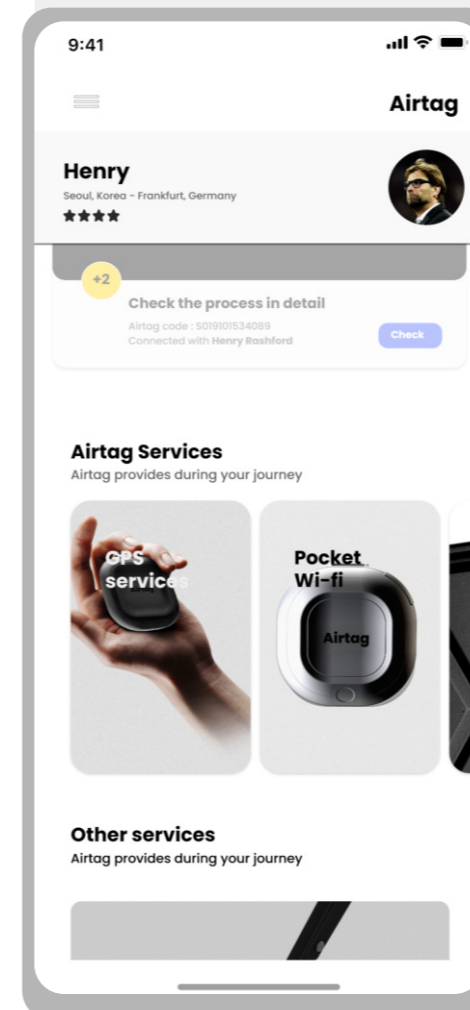 9:41
Airtag
Henry
Seoul, Korea - Frankfurt, Germany
+2
Check the process in detail
Airtag code : S019101534089
Connected with Henry Rashford
Check
Airtag Services
Airtag provides during your journey
GPS
services
Airtag
Pocket
Wi-fi
Airtag
Other services
Airtag provides during your journey